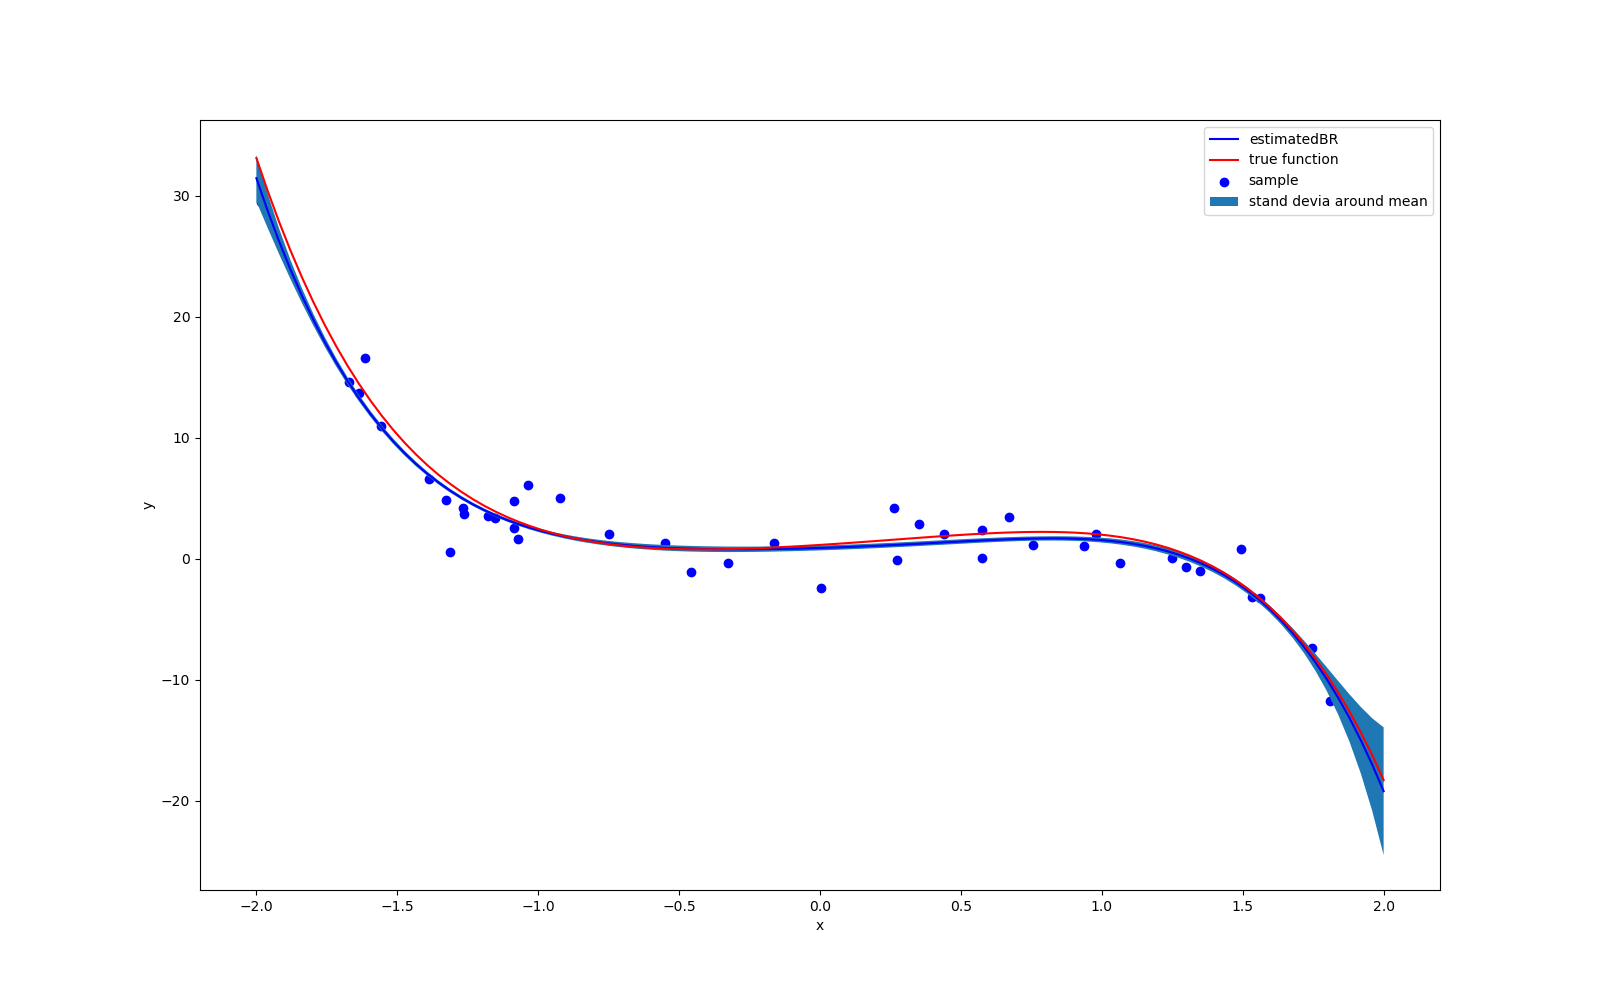 estimatedBR
true function
sample
stand devia around mean
30
20
10
0
−10
−20
y
−2.0 −1.5 −1.0 −0.5 0.0 0.5 1.0 1.5 2.0
x